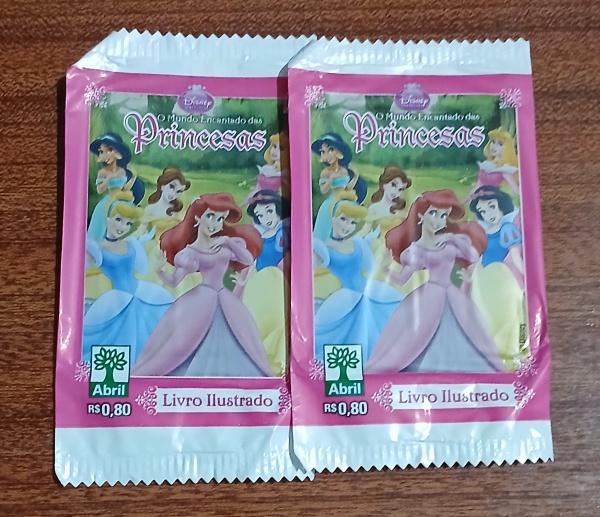 Disney
O Mundo Encantado das
Princesas
Abril
R$0,80
Livro Ilustrado
Disney
O Mundo Encantado das
Princesas
Abril
R$0,80
Livro Ilustrado